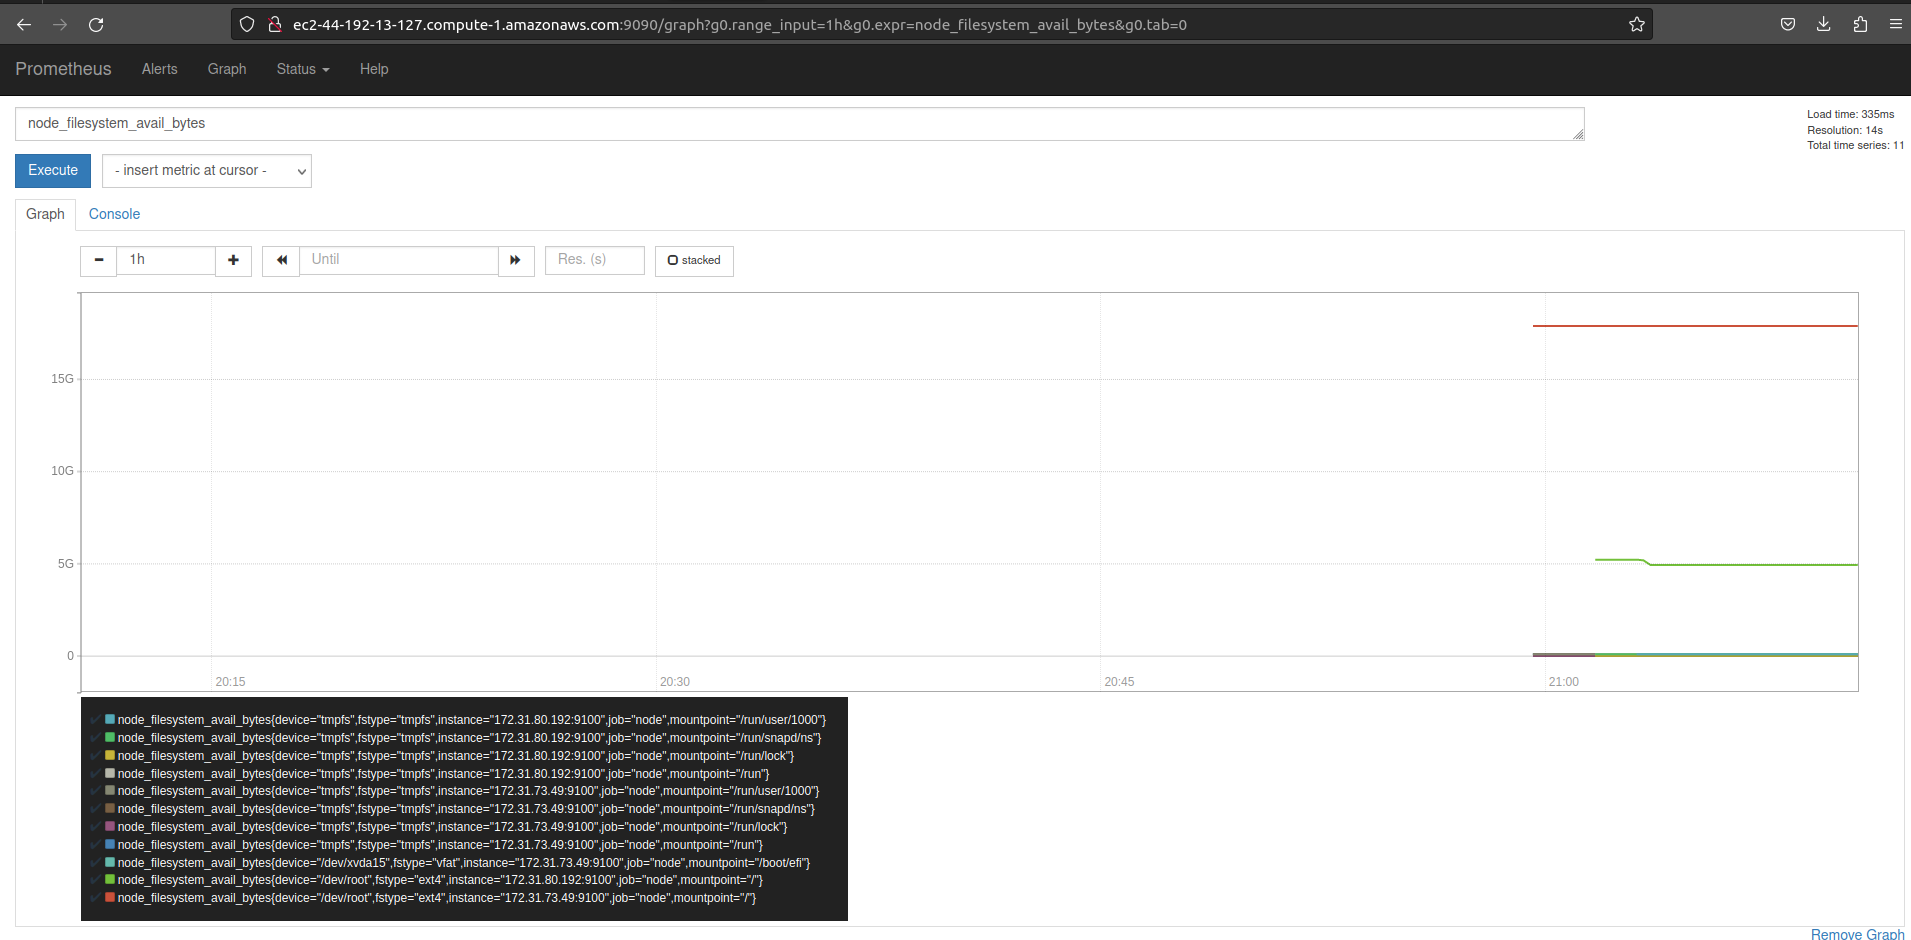 ec2-44-192-13-127.compute-1.amazonaws.com:9090/graph?g0.range_input=1h&g0.expr=node_filesystem_avail_bytes&g0.tab=0
Prometheus Alerts Graph Status Help
node_filesystem_avail_bytes
Load time: 335ms
Resolution: 14s
Total time series: 11
Execute - insert metric at cursor -
Graph Console
- 1h + Until Res. (s) stacked
15G
10G
5G
0
20:15 20:30 20:45 21:00
node_filesystem_avail_bytes{device="tmpfs",fstype="tmpfs",instance="172.31.80.192:9100",job="node",mountpoint="/run/user/1000"}
node_filesystem_avail_bytes{device="tmpfs",fstype="tmpfs",instance="172.31.80.192:9100",job="node",mountpoint="/run/snapd/ns"}
node_filesystem_avail_bytes{device="tmpfs",fstype="tmpfs",instance="172.31.80.192:9100",job="node",mountpoint="/run/lock"}
node_filesystem_avail_bytes{device="tmpfs",fstype="tmpfs",instance="172.31.80.192:9100",job="node",mountpoint="/run"}
node_filesystem_avail_bytes{device="tmpfs",fstype="tmpfs",instance="172.31.73.49:9100",job="node",mountpoint="/run/user/1000"}
node_filesystem_avail_bytes{device="tmpfs",fstype="tmpfs",instance="172.31.73.49:9100",job="node",mountpoint="/run/snapd/ns"}
node_filesystem_avail_bytes{device="tmpfs",fstype="tmpfs",instance="172.31.73.49:9100",job="node",mountpoint="/run/lock"}
node_filesystem_avail_bytes{device="tmpfs",fstype="tmpfs",instance="172.31.73.49:9100",job="node",mountpoint="/run"}
node_filesystem_avail_bytes{device="/dev/xvda15",fstype="vfat",instance="172.31.73.49:9100",job="node",mountpoint="/boot/efi"}
node_filesystem_avail_bytes{device="/dev/root",fstype="ext4",instance="172.31.80.192:9100",job="node",mountpoint="/"}
node_filesystem_avail_bytes{device="/dev/root",fstype="ext4",instance="172.31.73.49:9100",job="node",mountpoint="/"}
Remove Graph